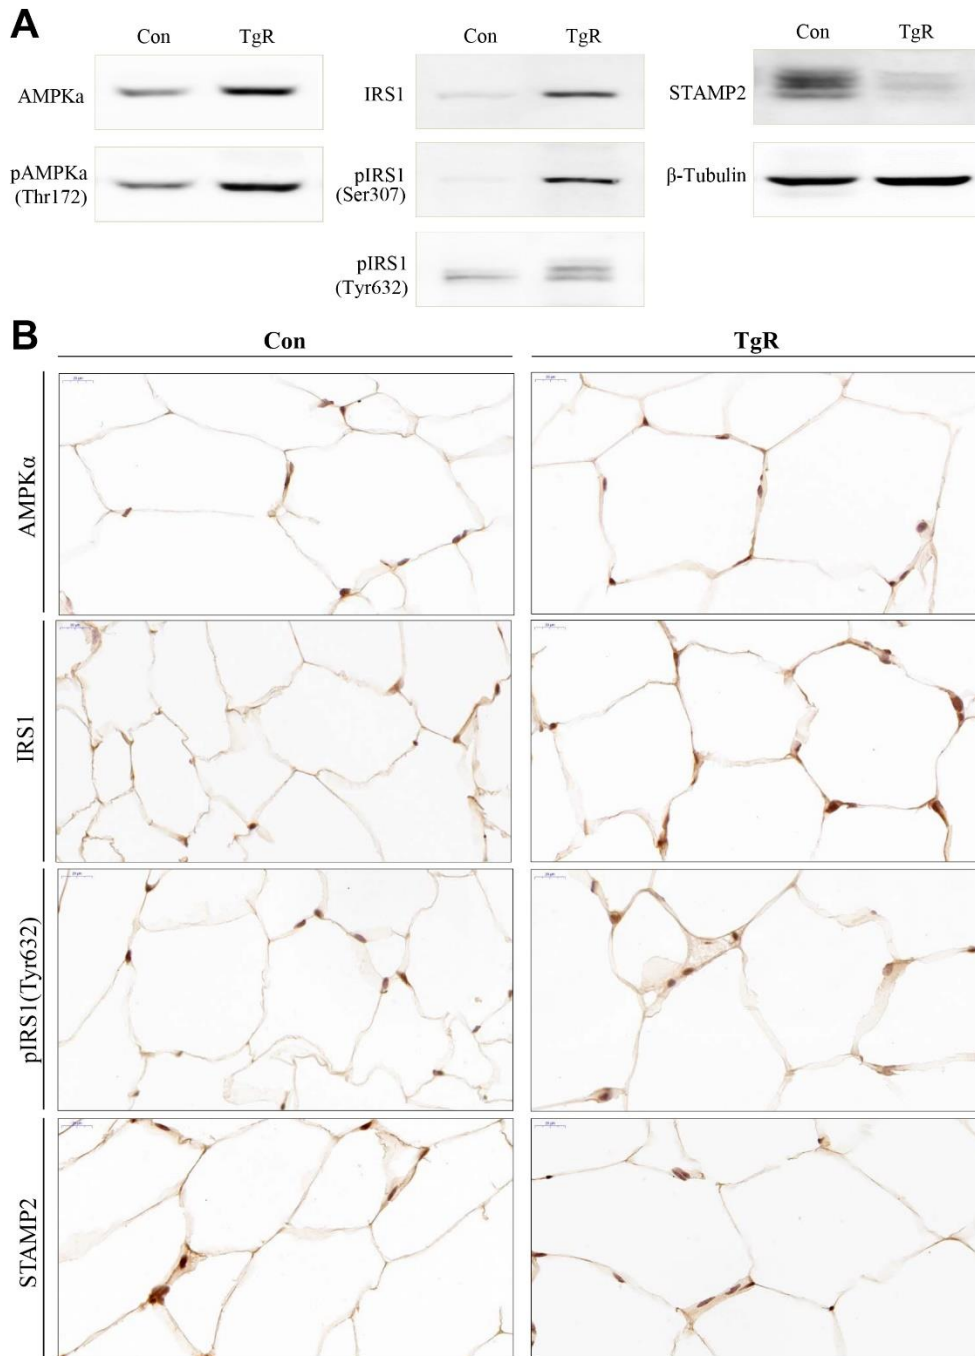 A
Con TgR
AMPKa
pAMPKa
(Thr172)
Con TgR
IRS1
pIRS1
(Ser307)
pIRS1
(Tyr632)
Con TgR
STAMP2
β-Tubulin
B
Con TgR
AMPKα
IRS1
pIRS1(Tyr632)
STAMP2